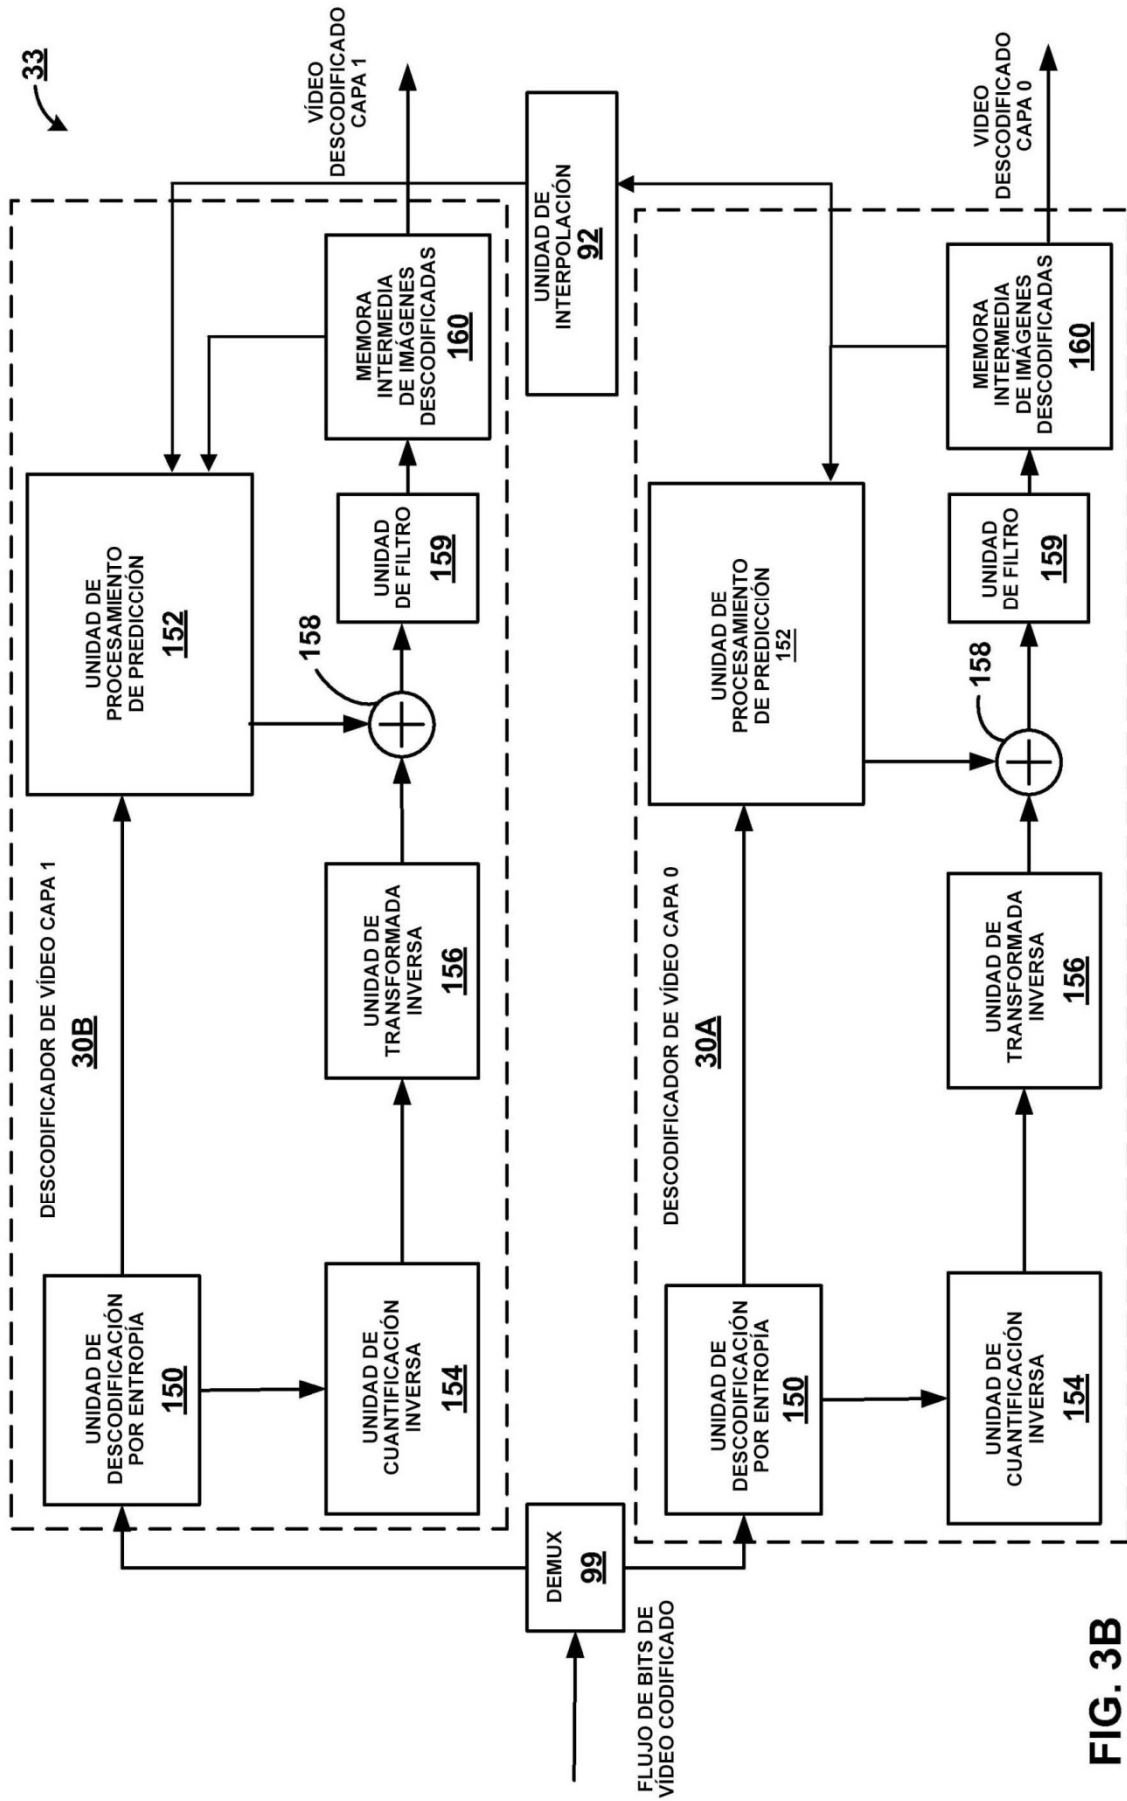 33
DESCODIFICADOR DE VÍDEO CAPA 1
30B
UNIDAD DE
DESCODIFICACIÓN
POR ENTROPÍA
150
UNIDAD DE
PROCESAMIENTO
DE PREDICCIÓN
152
UNIDAD DE
CUANTIFICACIÓN
INVERSA
154
UNIDAD DE
TRANSFORMADA
INVERSA
156
158
UNIDAD
DE FILTRO
159
MEMORA
INTERMEDIA
DE IMÁGENES
DESCODIFICADAS
160
VÍDEO
DESCODIFICADO
CAPA 1
FLUJO DE BITS DE
VÍDEO CODIFICADO
DEMUX
99
UNIDAD DE
INTERPOLACIÓN
92
DESCODIFICADOR DE VÍDEO CAPA 0
30A
UNIDAD DE
DESCODIFICACIÓN
POR ENTROPÍA
150
UNIDAD DE
PROCESAMIENTO
DE PREDICCIÓN
152
UNIDAD DE
CUANTIFICACIÓN
INVERSA
154
UNIDAD DE
TRANSFORMADA
INVERSA
156
158
UNIDAD
DE FILTRO
159
MEMORA
INTERMEDIA
DE IMÁGENES
DESCODIFICADAS
160
VIDEO
DESCODIFICADO
CAPA 0
FIG. 3B